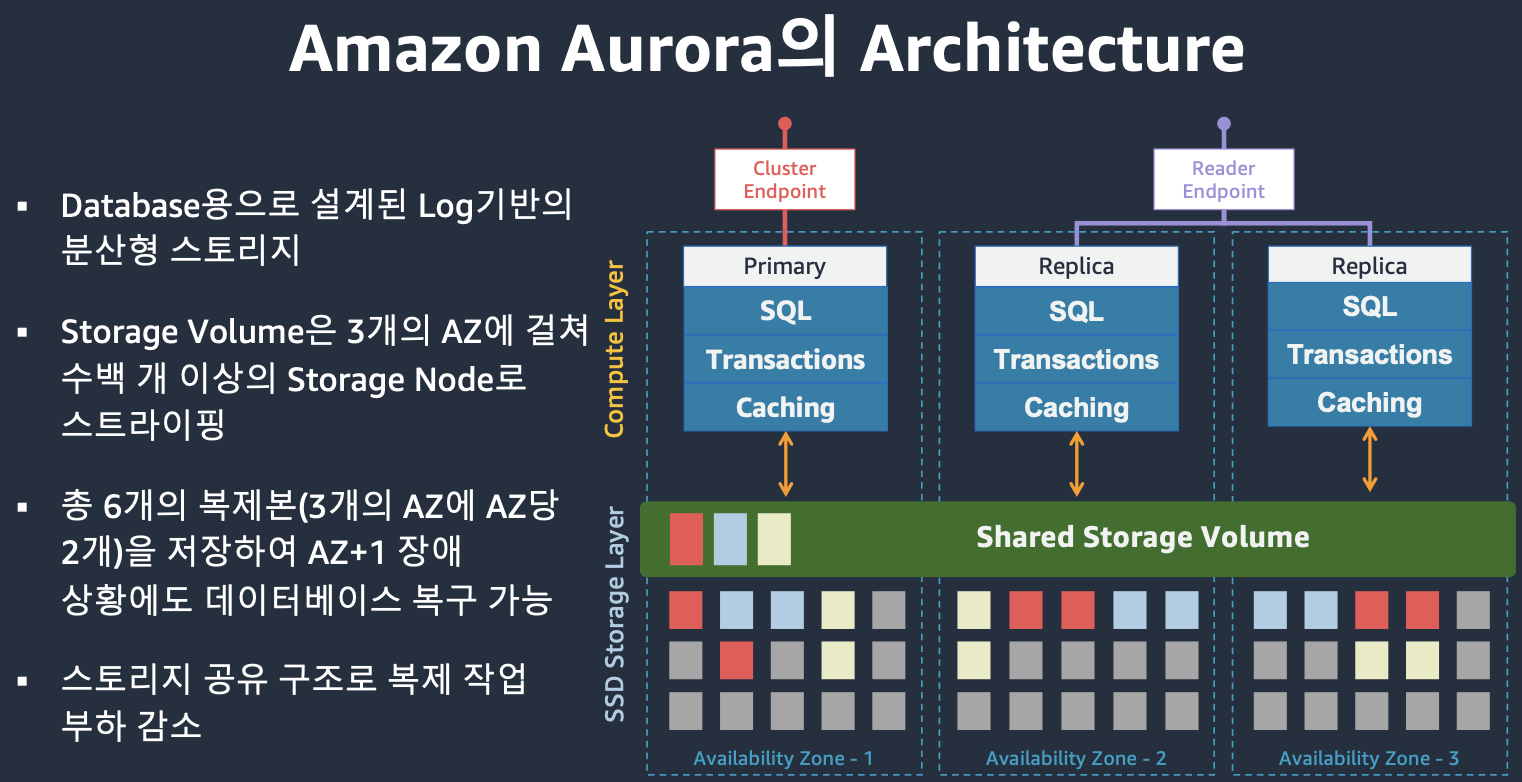 Amazon Aurora의 Architecture
▪ Database용으로 설계된 Log기반의
분산형 스토리지
▪ Storage Volume은 3개의 AZ에 걸쳐
수백 개 이상의 Storage Node로
스트라이핑
▪ 총 6개의 복제본(3개의 AZ에 AZ당
2개)을 저장하여 AZ+1 장애
상황에도 데이터베이스 복구 가능
▪ 스토리지 공유 구조로 복제 작업
부하 감소
Cluster
Endpoint
Reader
Endpoint
Compute Layer
Primary
SQL
Transactions
Caching
Replica
SQL
Transactions
Caching
Replica
SQL
Transactions
Caching
SSD Storage Layer
Shared Storage Volume
Availability Zone - 1
Availability Zone - 2
Availability Zone - 3